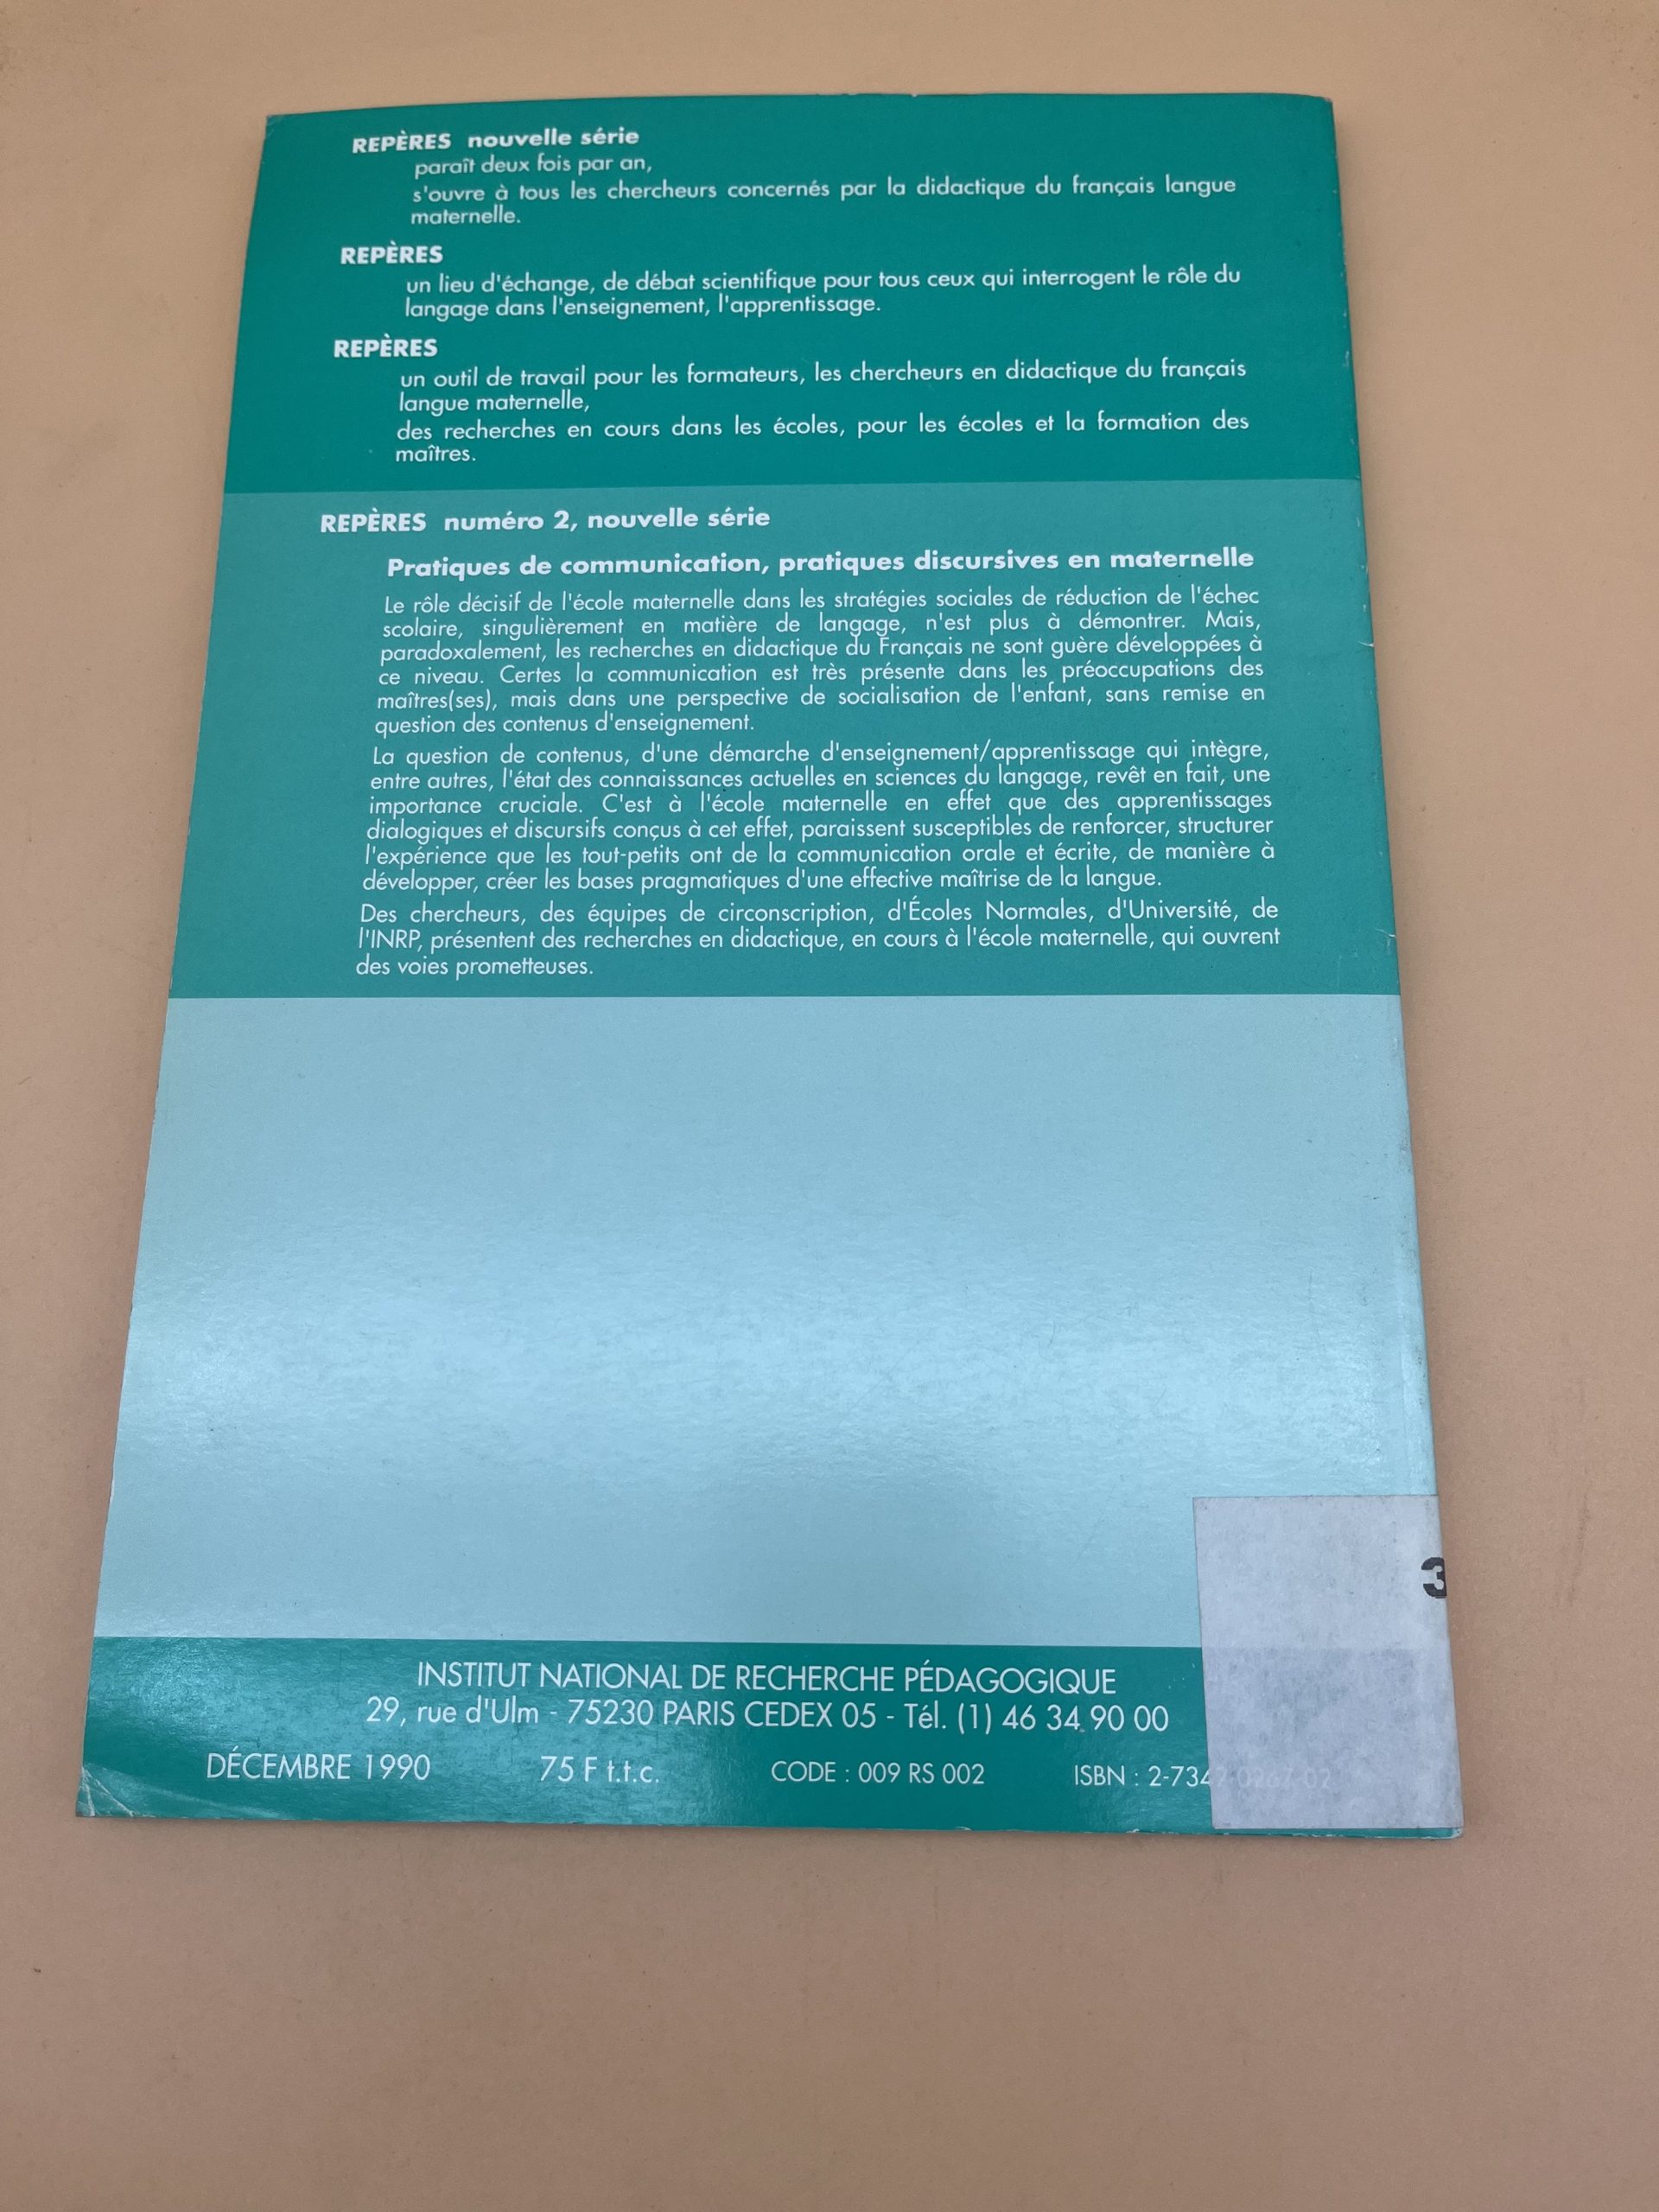 REPÈRES nouvelle série
paraît deux fois par an,
s'ouvre à tous les chercheurs concernés par la didactique du français langue
maternelle.
REPÈRES
un lieu d'échange, de débat scientifique pour tous ceux qui interrogent le rôle du
langage dans l'enseignement, l'apprentissage.
REPÈRES
un outil de travail pour les formateurs, les chercheurs en didactique du français
langue maternelle,
des recherches en cours dans les écoles, pour les écoles et la formation des
maîtres.
REPÈRES numéro 2, nouvelle série
Pratiques de communication, pratiques discursives en maternelle
Le rôle décisif de l'école maternelle dans les stratégies sociales de réduction de l'échec
scolaire, singulièrement en matière de langage, n'est plus à démontrer. Mais,
paradoxalement, les recherches en didactique du Français ne sont guère développées à
ce niveau. Certes la communication est très présente dans les préoccupations des
maîtres(ses), mais dans une perspective de socialisation de l'enfant, sans remise en
question des contenus d'enseignement.
La question de contenus, d'une démarche d'enseignement/apprentissage qui intègre,
entre autres, l'état des connaissances actuelles en sciences du langage, revêt en fait, une
importance cruciale. C'est à l'école maternelle en effet que des apprentissages
dialogiques et discursifs conçus à cet effet, paraissent susceptibles de renforcer, structurer
l'expérience que les tout-petits ont de la communication orale et écrite, de manière à
développer, créer les bases pragmatiques d'une effective maîtrise de la langue.
Des chercheurs, des équipes de circonscription, d'Écoles Normales, d'Université, de
l'INRP, présentent des recherches en didactique, en cours à l'école maternelle, qui ouvrent
des voies prometteuses.
3
INSTITUT NATIONAL DE RECHERCHE PÉDAGOGIQUE
29, rue d'Ulm - 75230 PARIS CEDEX 05 - Tél. (1) 46 34 90 00
DÉCEMBRE 1990 75 F t.t.c. CODE : 009 RS 002 ISBN :